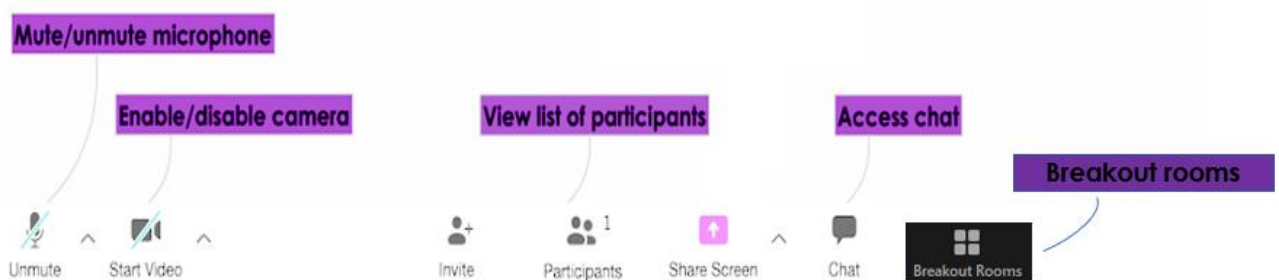 Mute/unmute microphone
Enable/disable camera
View list of participants
Access chat
Breakout rooms
1
Unmute
Start Video
Invite
Participants
Share Screen
Chat
Breakout Rooms